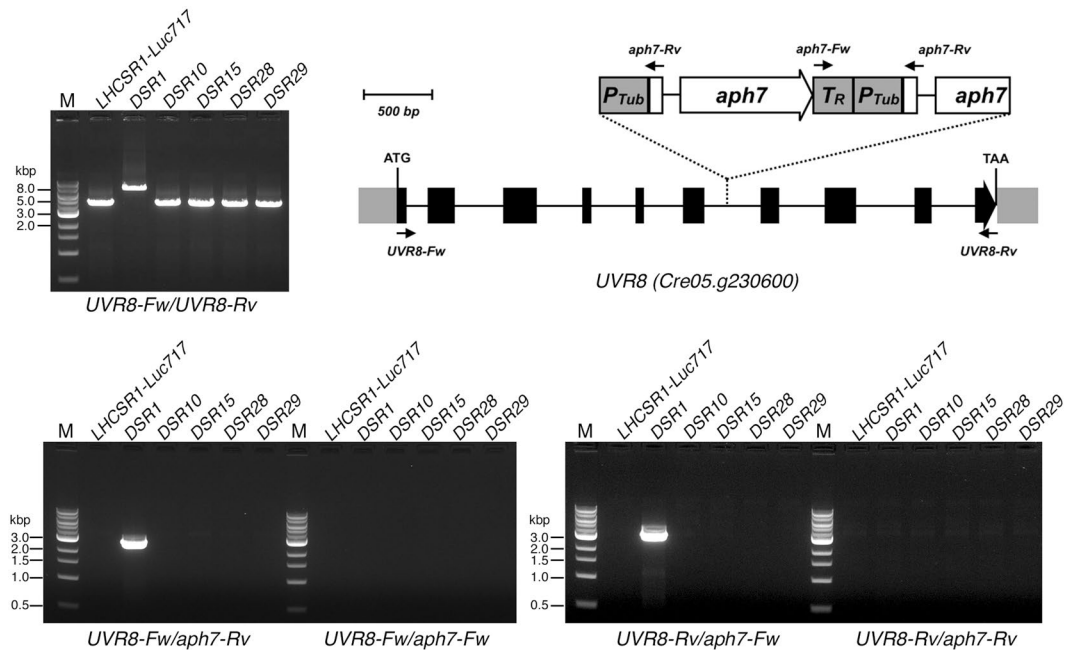 M LHCSR1-Luc717 DSR1 DSR10 DSR15 DSR28 DSR29
kbp
8.0
5.0
3.0
2.0
UVR8-Fw/UVR8-Rv
500 bp
aph7-Rv aph7-Fw aph7-Rv
PTub aph7 TR PTub aph7
ATG TAA
UVR8-Fw UVR8-Rv
UVR8 (Cre05.g230600)
M LHCSR1-Luc717 DSR1 DSR10 DSR15 DSR28 DSR29 M LHCSR1-Luc717 DSR1 DSR10 DSR15 DSR28 DSR29
kbp
3.0
2.0
1.5
1.0
0.5
UVR8-Fw/aph7-Rv UVR8-Fw/aph7-Fw
M LHCSR1-Luc717 DSR1 DSR10 DSR15 DSR28 DSR29 M LHCSR1-Luc717 DSR1 DSR10 DSR15 DSR28 DSR29
kbp
3.0
2.0
1.5
1.0
0.5
UVR8-Rv/aph7-Fw UVR8-Rv/aph7-Rv